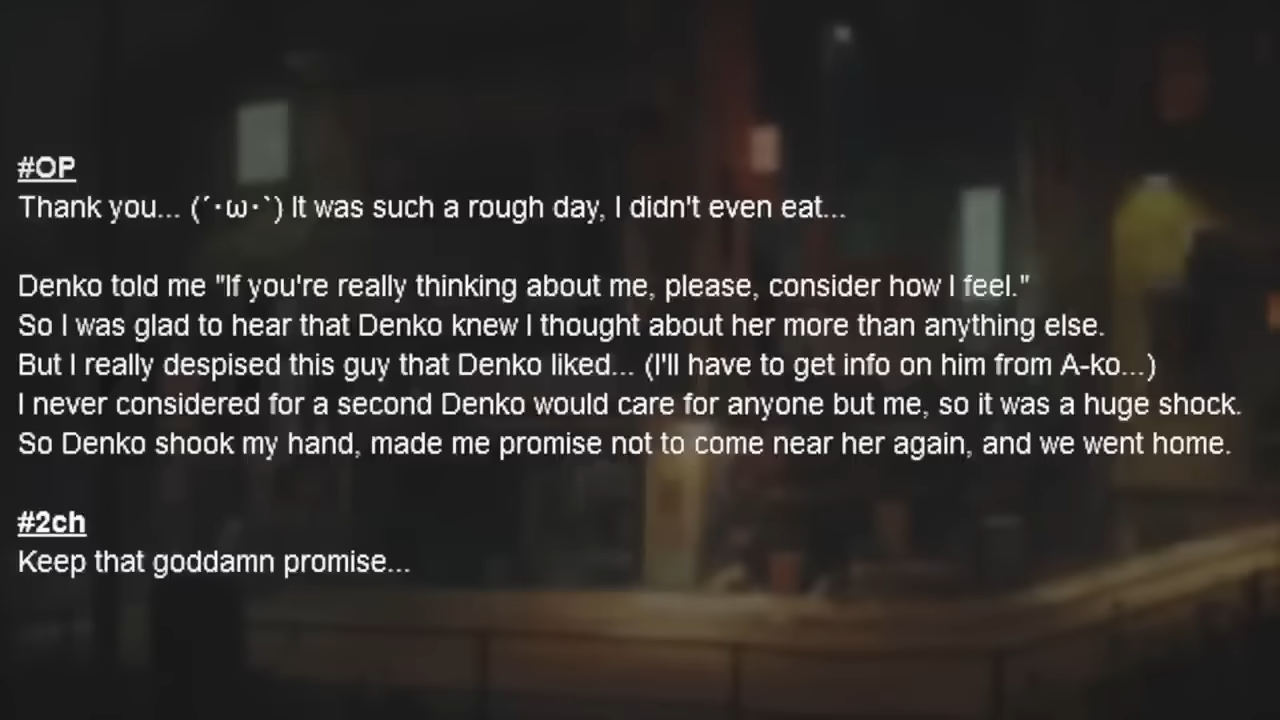 #OP
Thank you... (´･ω･`) It was such a rough day, I didn't even eat...
Denko told me "If you're really thinking about me, please, consider how I feel."
So I was glad to hear that Denko knew I thought about her more than anything else.
But I really despised this guy that Denko liked... (I'll have to get info on him from A-ko...)
I never considered for a second Denko would care for anyone but me, so it was a huge shock.
So Denko shook my hand, made me promise not to come near her again, and we went home.
#2ch
Keep that goddamn promise...